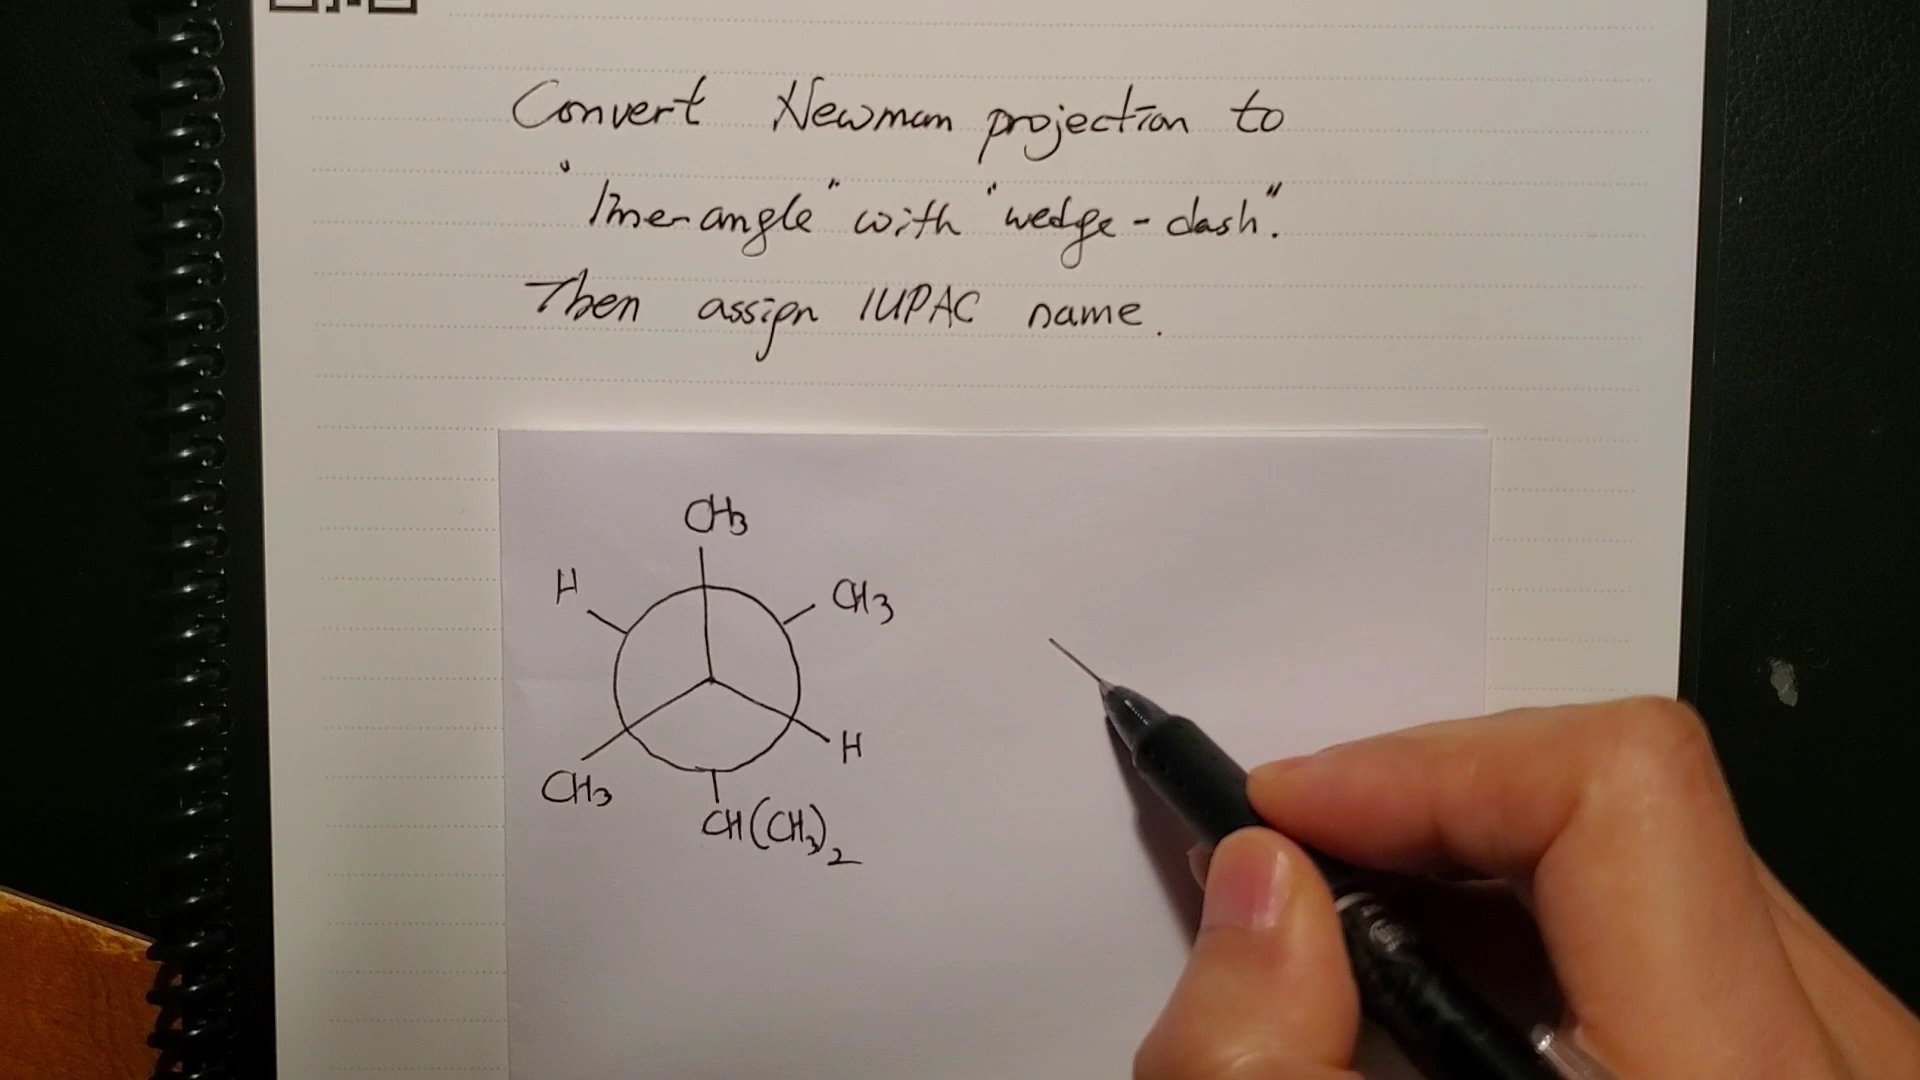 Convert Newman projection to
"line-angle" with "wedge-dash".
Then assign IUPAC name.
CH3
H
CH3
H
CH3
CH(CH3)2